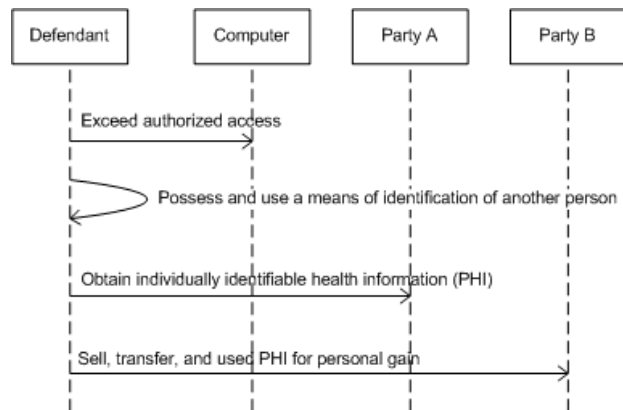 Defendant
Computer
Party A
Party B
Exceed authorized access
Possess and use a means of identification of another person
Obtain individually identifiable health information (PHI)
Sell, transfer, and used PHI for personal gain